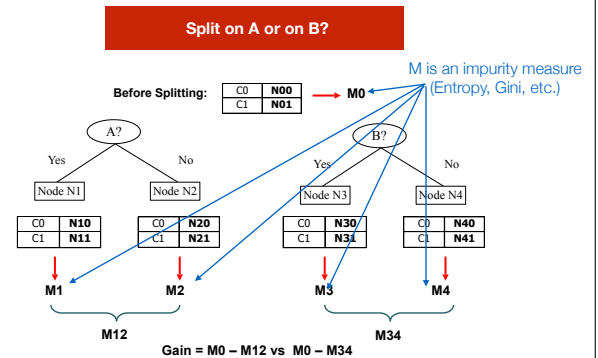 Split on A or on B?
M is an impurity measure
(Entropy, Gini, etc.)
Before Splitting:
C0 N00
C1 N01
M0
A?
B?
Yes No
Yes No
Node N1
Node N2
Node N3
Node N4
C0 N10
C1 N11
C0 N20
C1 N21
C0 N30
C1 N31
C0 N40
C1 N41
M1
M2
M3
M4
M12
M34
Gain = M0 – M12 vs M0 – M34